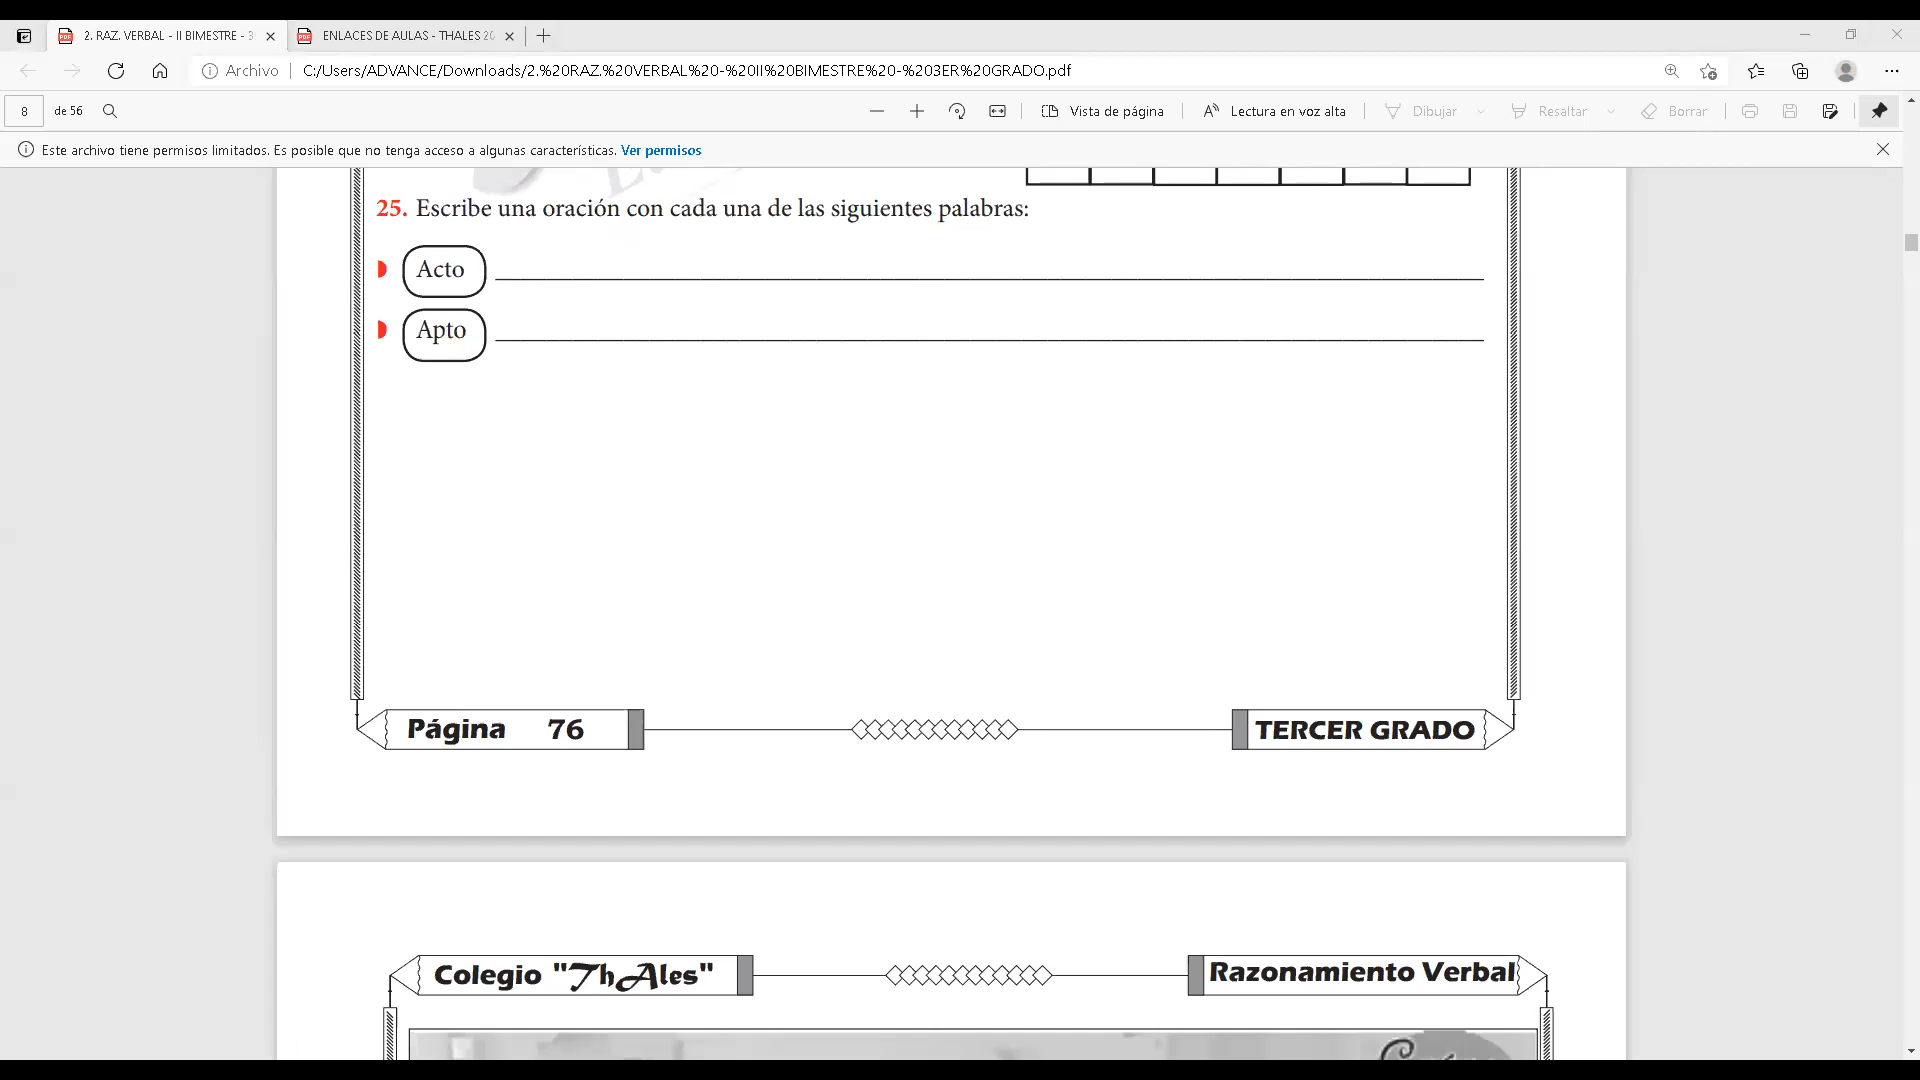 2. RAZ. VERBAL - II BIMESTRE - 3
ENLACES DE AULAS - THALES 20
Archivo
C:/Users/ADVANCE/Downloads/2.%20RAZ.%20VERBAL%20-%20II%20BIMESTRE%20-%203ER%20GRADO.pdf
8 de 56
Vista de página
Lectura en voz alta
Dibujar
Resaltar
Borrar
Este archivo tiene permisos limitados. Es posible que no tenga acceso a algunas características. Ver permisos
25. Escribe una oración con cada una de las siguientes palabras:
Acto
Apto
Página 76
TERCER GRADO
Colegio "ThAles"
Razonamiento Verbal